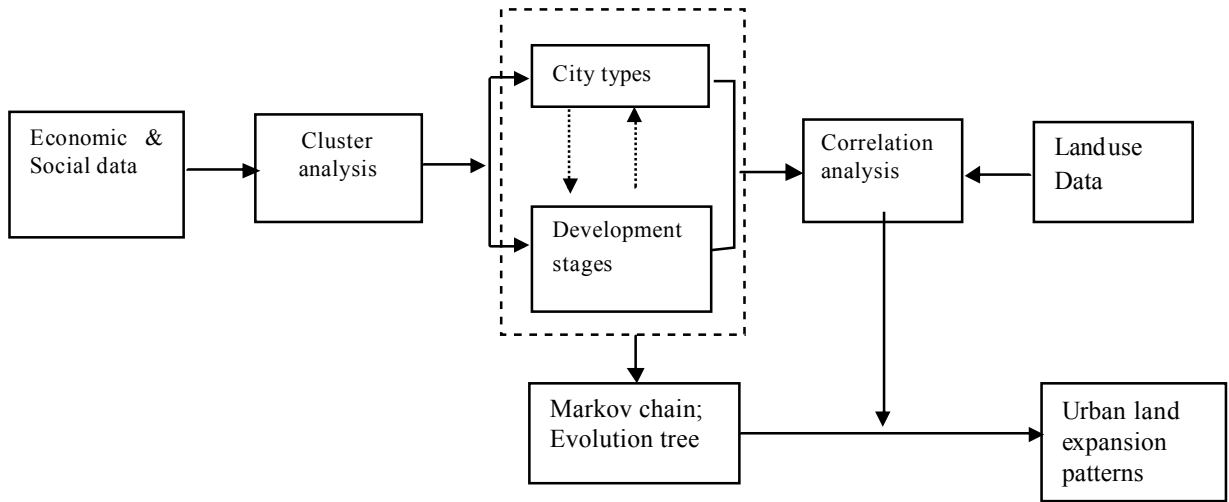 Economic &
Social data
Cluster
analysis
City types
Development
stages
Correlation
analysis
Landuse
Data
Markov chain;
Evolution tree
Urban land
expansion
patterns